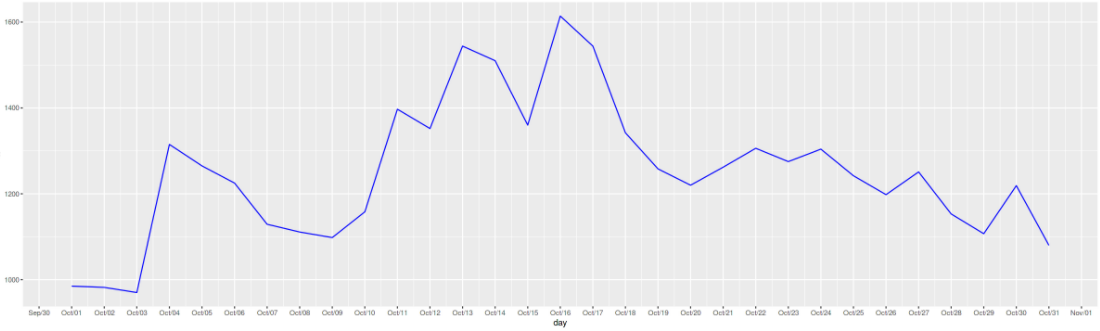 1600
1400
1200
1000
Sep/30 Oct/01 Oct/02 Oct/03 Oct/04 Oct/05 Oct/06 Oct/07 Oct/08 Oct/09 Oct/10 Oct/11 Oct/12 Oct/13 Oct/14 Oct/15 Oct/16 Oct/17 Oct/18 Oct/19 Oct/20 Oct/21 Oct/22 Oct/23 Oct/24 Oct/25 Oct/26 Oct/27 Oct/28 Oct/29 Oct/30 Oct/31 Nov/01
day